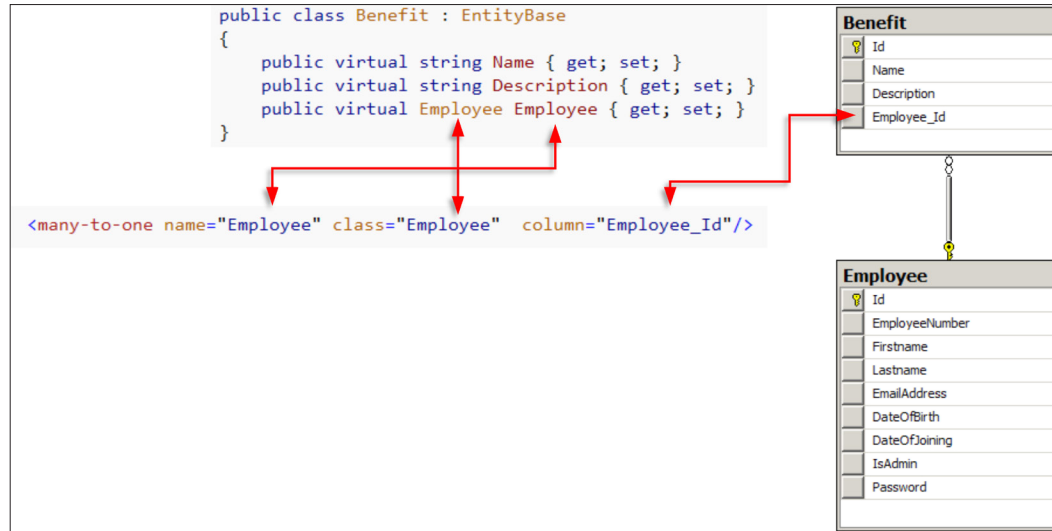 public class Benefit : EntityBase
{
public virtual string Name { get; set; }
public virtual string Description { get; set; }
public virtual Employee Employee { get; set; }
}
<many-to-one name="Employee" class="Employee"  column="Employee_Id"/>
Benefit
Id
Name
Description
Employee_Id
Employee
Id
EmployeeNumber
Firstname
Lastname
EmailAddress
DateOfBirth
DateOfJoining
IsAdmin
Password